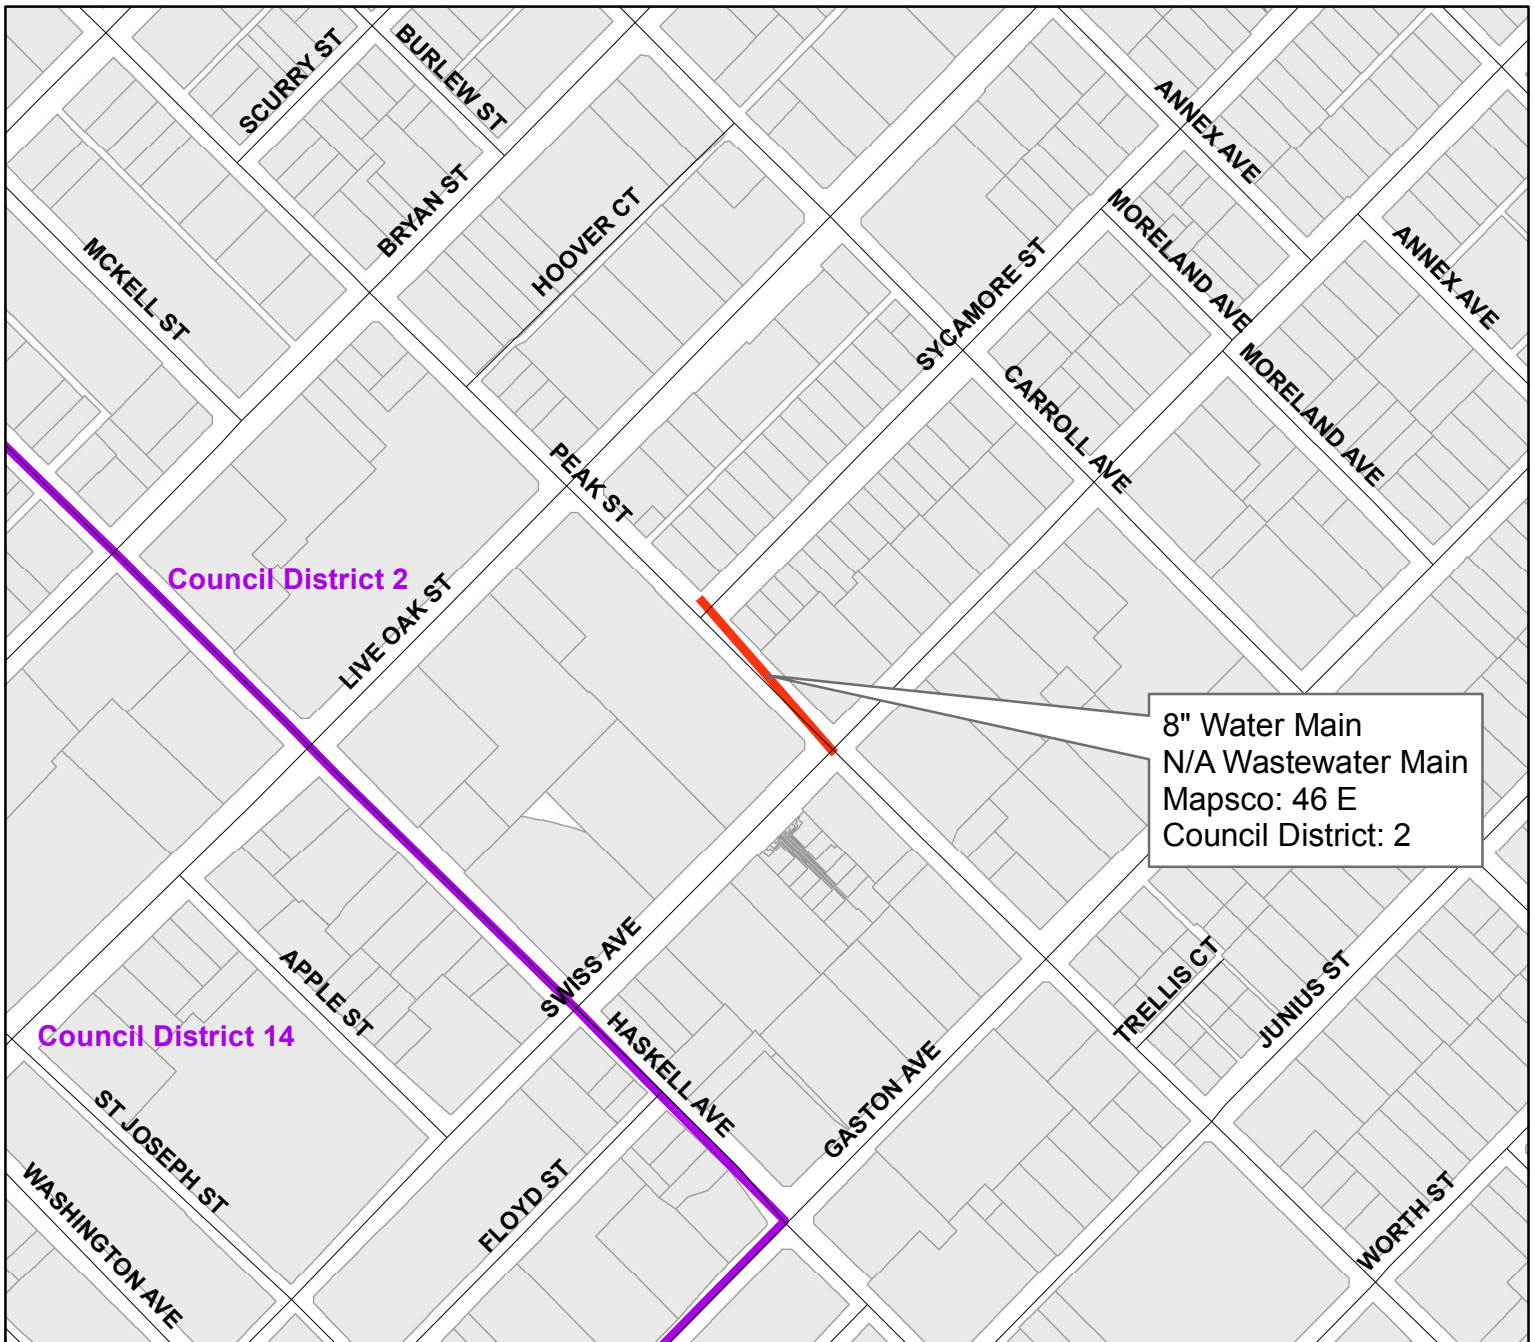 SCURRY ST
BURLEW ST
ANNEX AVE
BRYAN ST
HOOVER CT
MORELAND AVE
ANNEX AVE
MCKELL ST
SYCAMORE ST
MORELAND AVE
CARROLL AVE
PEAK ST
Council District 2
LIVE OAK ST
8" Water Main
N/A Wastewater Main
Mapsco: 46 E
Council District: 2
SWISS AVE
APPLE ST
TRELLIS CT
JUNIUS ST
Council District 14
HASKELL AVE
GASTON AVE
ST JOSEPH ST
FLOYD ST
WASHINGTON AVE
WORTH ST